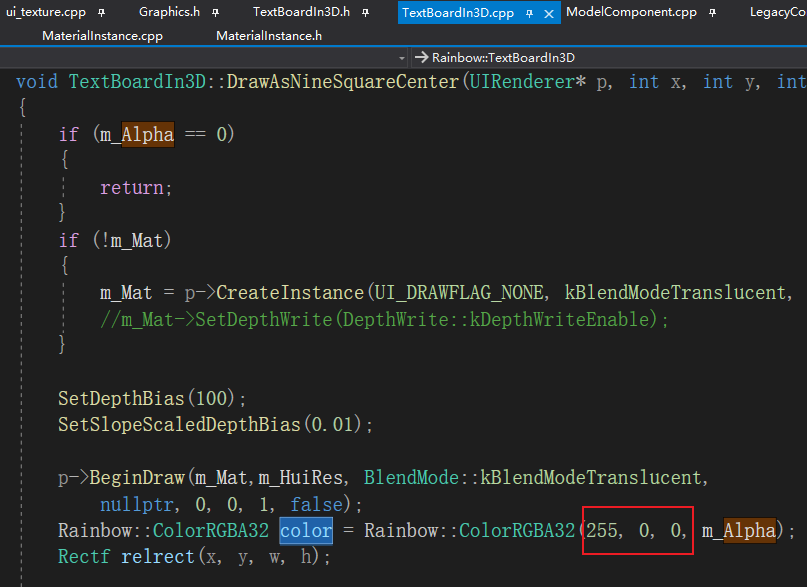 ui_texture.cpp Graphics.h TextBoardIn3D.h TextBoardIn3D.cpp ModelComponent.cpp LegacyCo
MaterialInstance.cpp MaterialInstance.h
Rainbow::TextBoardIn3D
void TextBoardIn3D::DrawAsNineSquareCenter(UIRenderer* p, int x, int y, int
{
if (m_Alpha == 0)
{
return;
}
if (!m_Mat)
{
m_Mat = p->CreateInstance(UI_DRAWFLAG_NONE, kBlendModeTranslucent,
//m_Mat->SetDepthWrite(DepthWrite::kDepthWriteEnable);
}
SetDepthBias(100);
SetSlopeScaledDepthBias(0.01);
p->BeginDraw(m_Mat,m_HuiRes, BlendMode::kBlendModeTranslucent,
nullptr, 0, 0, 1, false);
Rainbow::ColorRGBA32 color = Rainbow::ColorRGBA32(255, 0, 0, m_Alpha);
Rectf relrect(x, y, w, h);